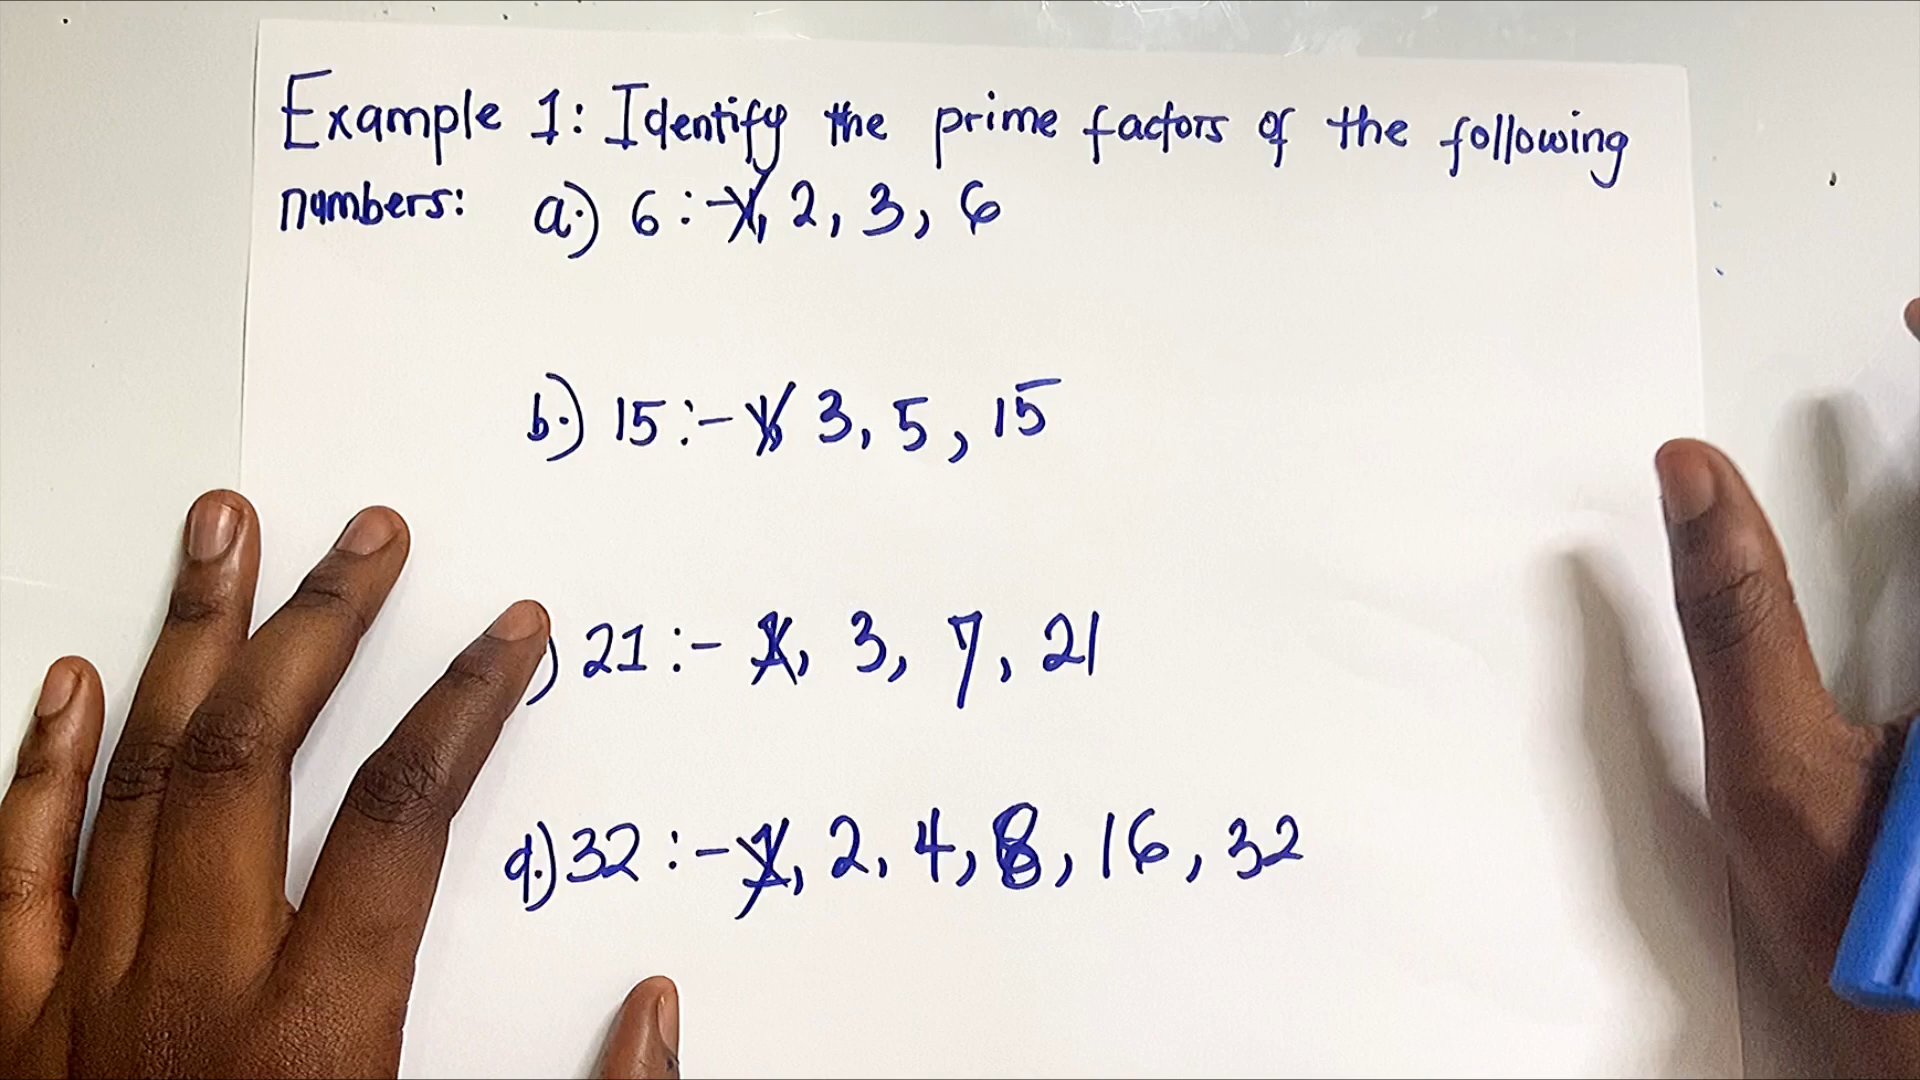 Example 1: Identify the prime factors of the following
numbers: a.) 6 :- 1, 2, 3, 6
b.) 15 :- 1, 3, 5, 15
) 21 :- 1, 3, 7, 21
d.) 32 :- 1, 2, 4, 8, 16, 32